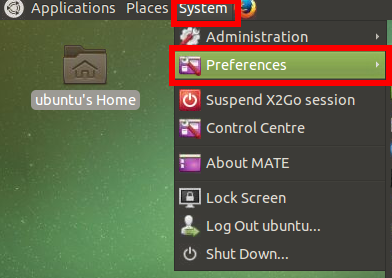 Applications Places System
Administration
Preferences
ubuntu's Home
Suspend X2Go session
Control Centre
About MATE
Lock Screen
Log Out ubuntu...
Shut Down...